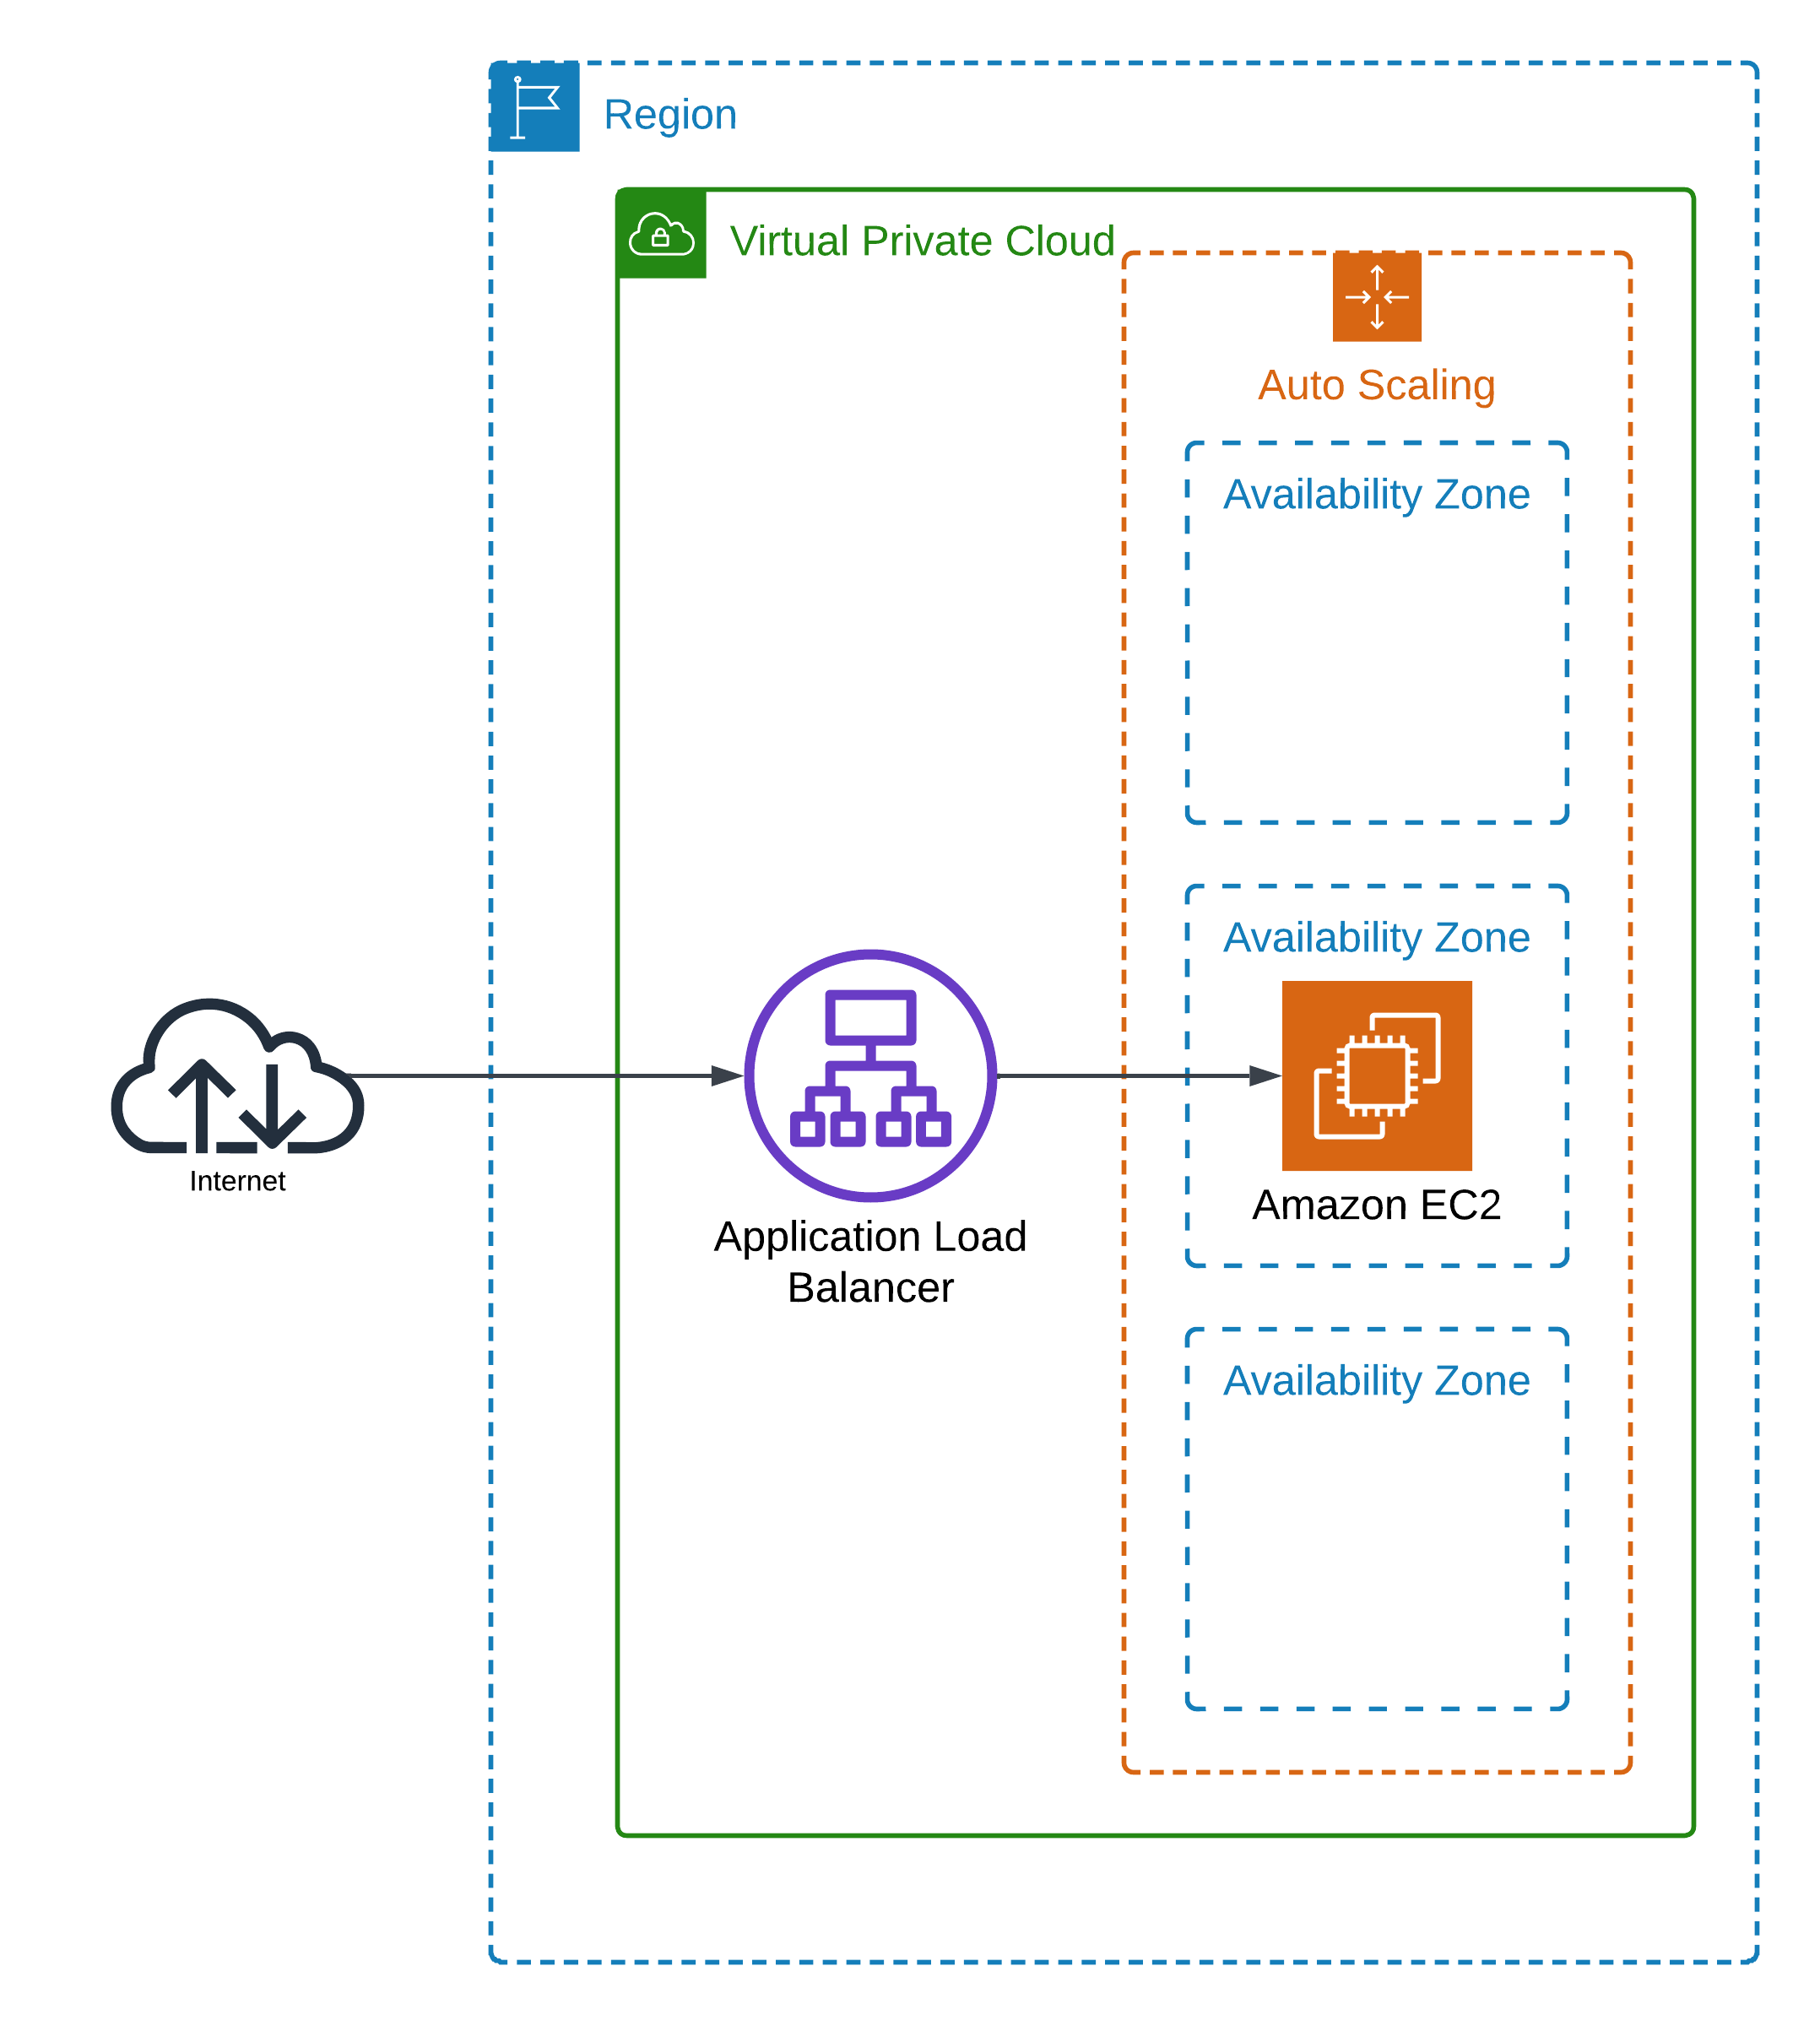 Region
Virtual Private Cloud
Auto Scaling
Availability Zone
Availability Zone
Internet
Application Load
Balancer
Amazon EC2
Availability Zone